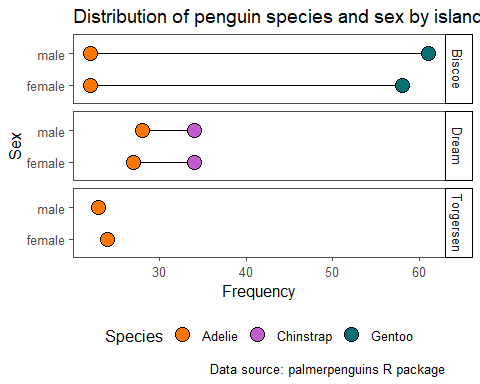 Distribution of penguin species and sex by island
male
female
Biscoe
male
female
Dream
male
female
Torgersen
Sex
30 40 50 60
Frequency
Species Adelie Chinstrap Gentoo
Data source: palmerpenguins R package